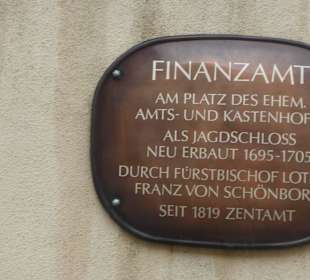 FINANZAMT
AM PLATZ DES EHEM.
AMTS- UND KASTENHOF
ALS JAGDSCHLOSS
NEU ERBAUT 1695-1705
DURCH FÜRSTBISCHOF LOT
FRANZ VON SCHÖNBOR
SEIT 1819 ZENTAMT